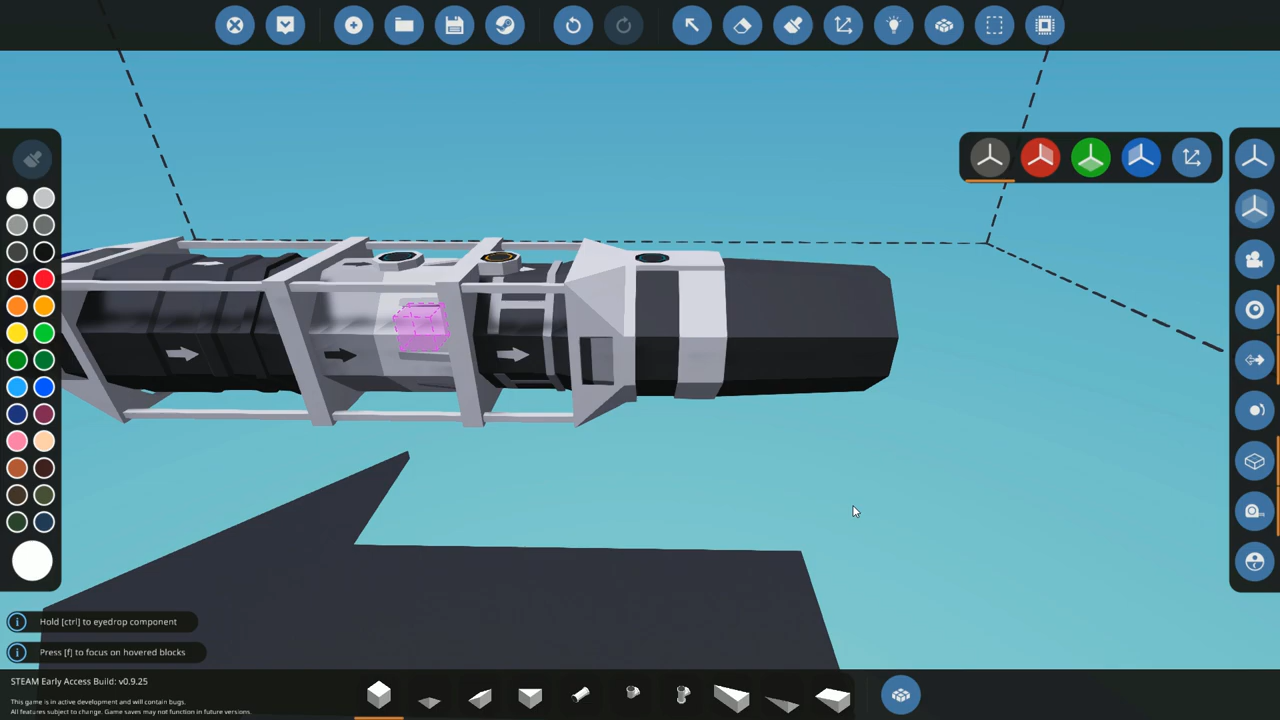 Hold [ctrl] to eyedrop component
Press [f] to focus on hovered blocks
STEAM Early Access Build: v0.9.25
This game is in active development and will contain bugs.
All features subject to change. Game saves may not function in future versions.